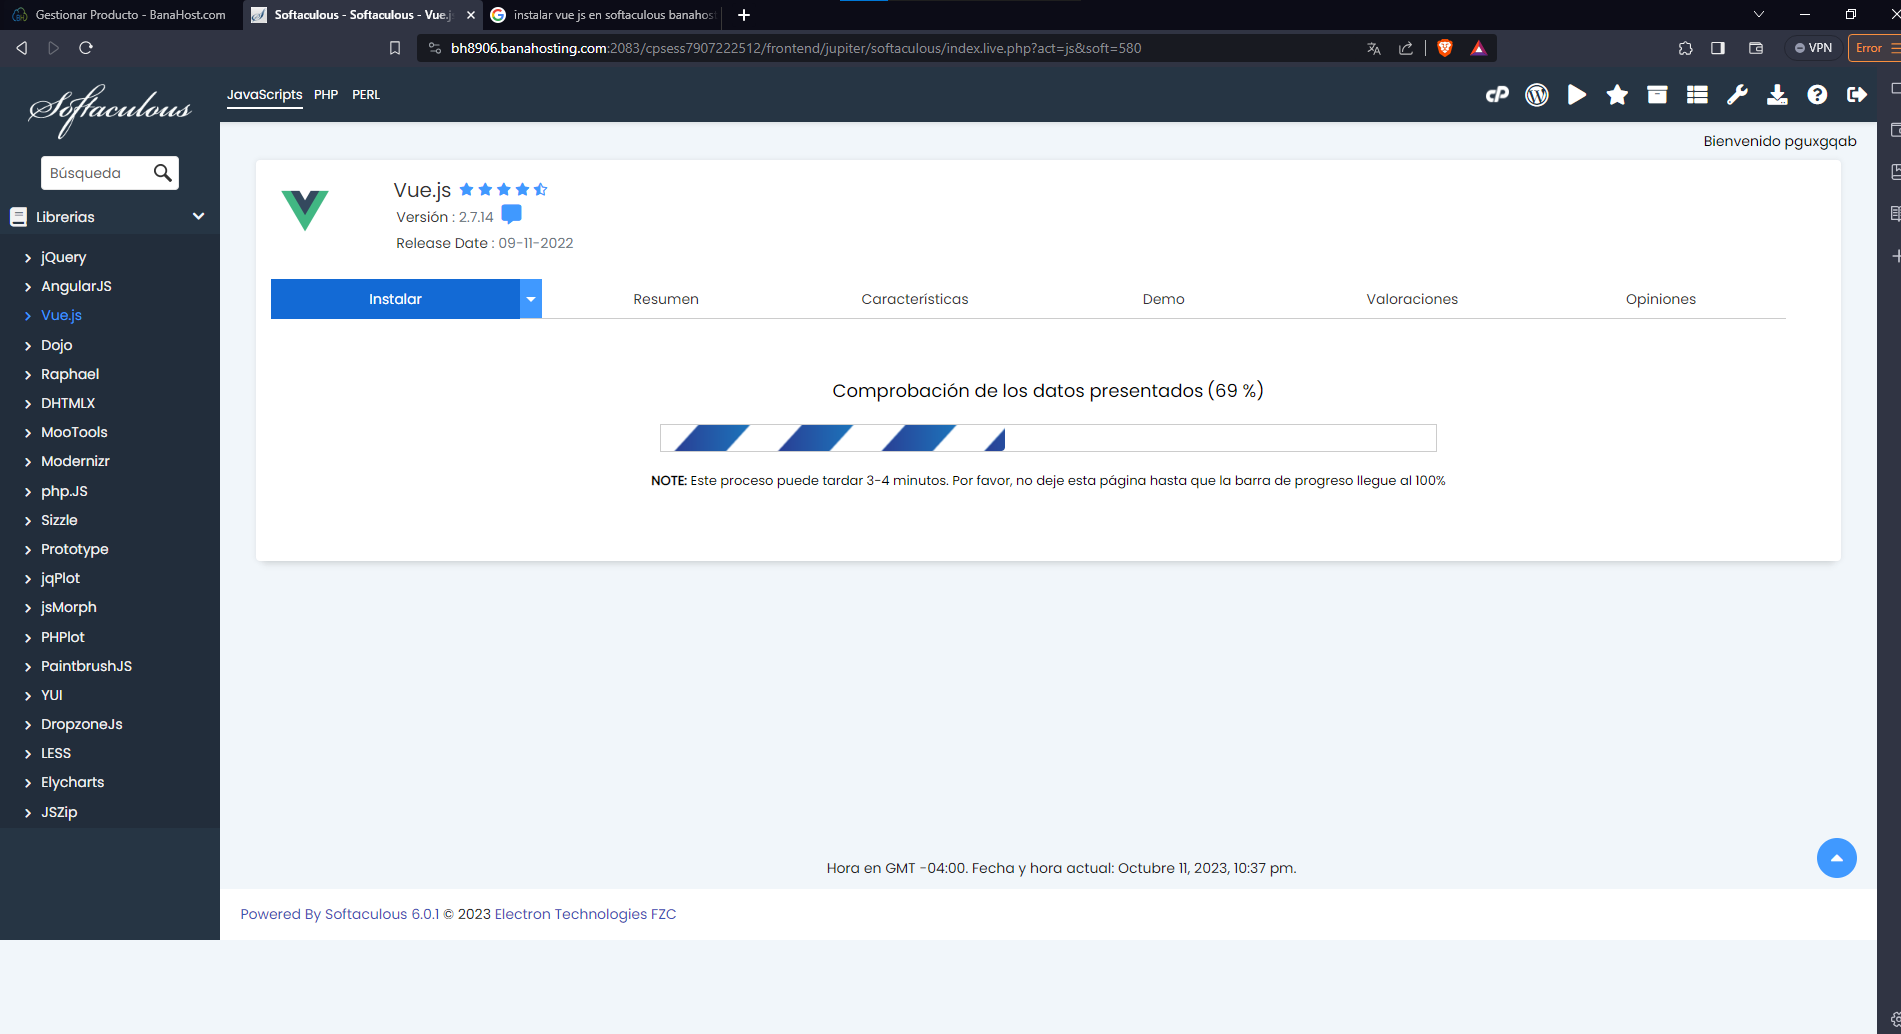 Gestionar Producto - BanaHost.com
Softaculous - Softaculous - Vue.js
instalar vue js en softaculous banahost
bh8906.banahosting.com:2083/cpsess7907222512/frontend/jupiter/softaculous/index.live.php?act=js&soft=580
VPN
Error
Softaculous
JavaScripts PHP PERL
cP
Bienvenido pguxgqab
Búsqueda
Librerias
jQuery
AngularJS
Vue.js
Dojo
Raphael
DHTMLX
MooTools
Modernizr
php.JS
Sizzle
Prototype
jqPlot
jsMorph
PHPlot
PaintbrushJS
YUI
DropzoneJs
LESS
Elycharts
JSZip
Vue.js
Versión : 2.7.14
Release Date : 09-11-2022
Instalar Resumen Características Demo Valoraciones Opiniones
Comprobación de los datos presentados (69 %)
NOTE: Este proceso puede tardar 3-4 minutos. Por favor, no deje esta página hasta que la barra de progreso llegue al 100%
Hora en GMT -04:00. Fecha y hora actual: Octubre 11, 2023, 10:37 pm.
Powered By Softaculous 6.0.1 © 2023 Electron Technologies FZC